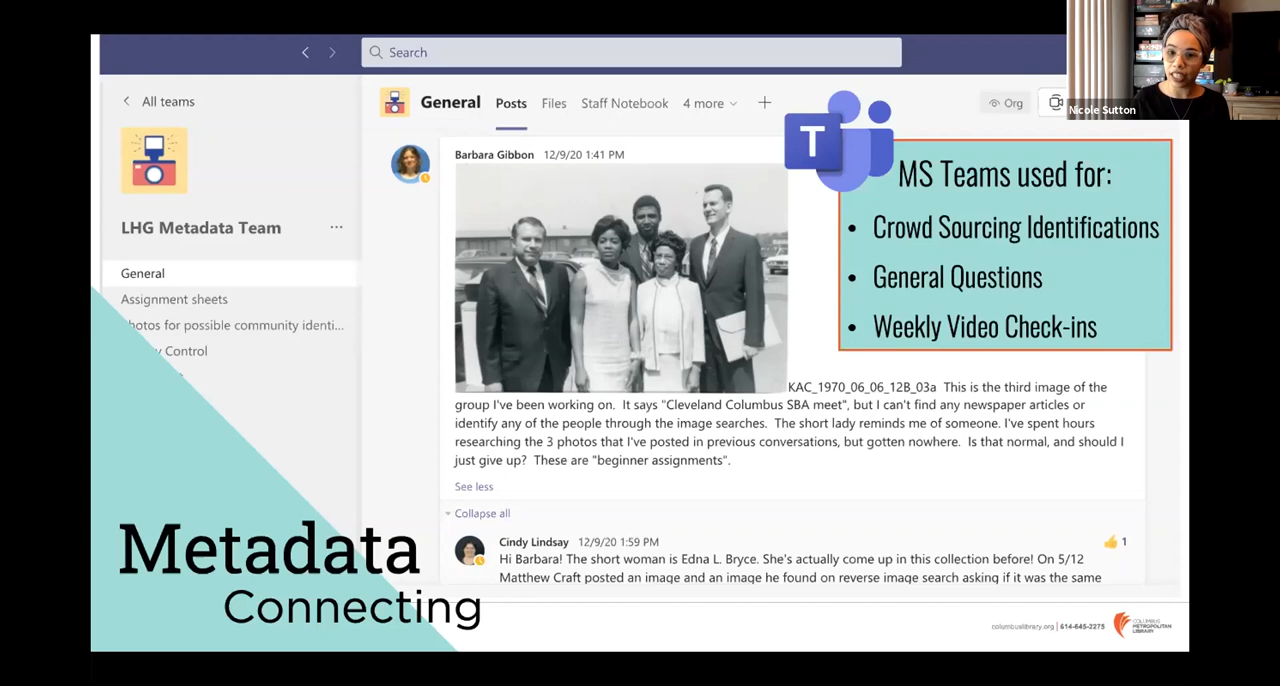 Search
Nicole Sutton
All teams
General Posts Files Staff Notebook 4 more
Org
LHG Metadata Team
General
Assignment sheets
hotos for possible community identi...
Control
Barbara Gibbon 12/9/20 1:41 PM
T
MS Teams used for:
• Crowd Sourcing Identifications
• General Questions
• Weekly Video Check-ins
KAC_1970_06_06_12B_03a This is the third image of the
group I've been working on. It says "Cleveland Columbus SBA meet", but I can't find any newspaper articles or
identify any of the people through the image searches. The short lady reminds me of someone. I've spent hours
researching the 3 photos that I've posted in previous conversations, but gotten nowhere. Is that normal, and should I
just give up? These are "beginner assignments".
See less
Collapse all
Cindy Lindsay 12/9/20 1:59 PM
1
Hi Barbara! The short woman is Edna L. Bryce. She's actually come up in this collection before! On 5/12
Matthew Craft posted an image and an image he found on reverse image search asking if it was the same
Metadata
Connecting
columbuslibrary.org | 614-645-2275
COLUMBUS
METROPOLITAN
LIBRARY